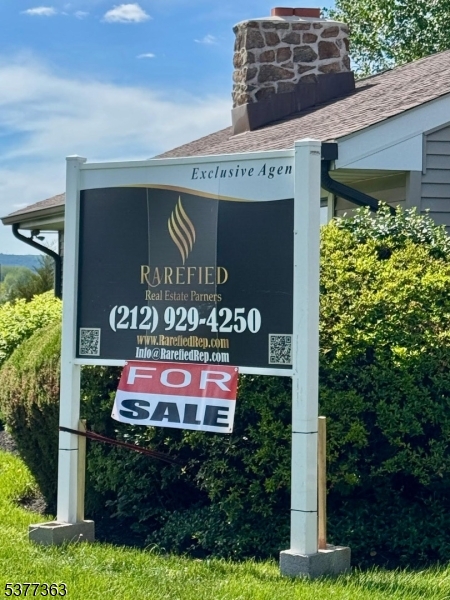 Exclusive Agen
RAREFIED
Real Estate Parners
(212) 929-4250
www.RarefiedRep.com
Info@RarefiedRep.com
FOR
SALE
5377363